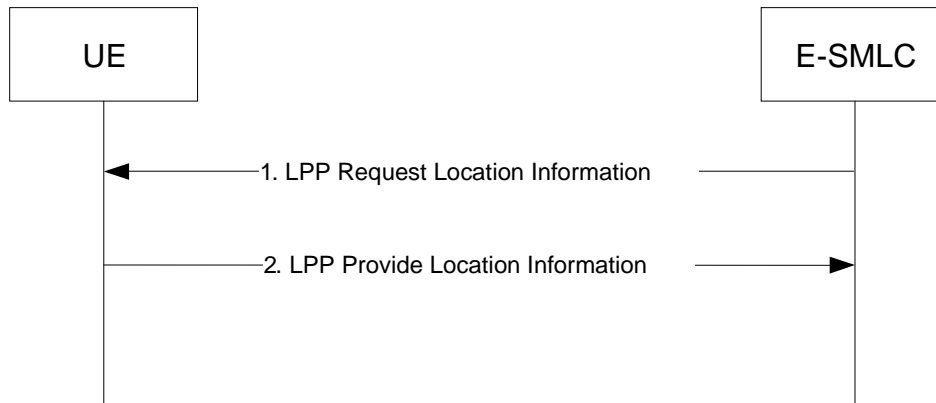 UE
E-SMLC
1. LPP Request Location Information
2. LPP Provide Location Information